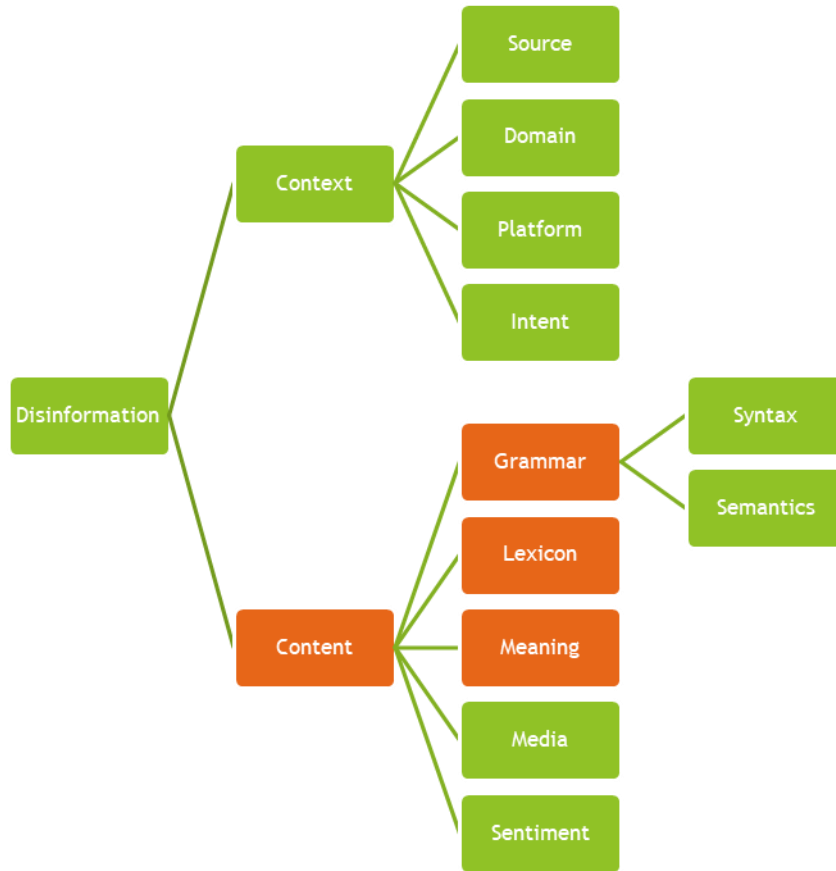 Source
Domain
Context
Platform
Intent
Disinformation
Syntax
Grammar
Semantics
Lexicon
Content
Meaning
Media
Sentiment